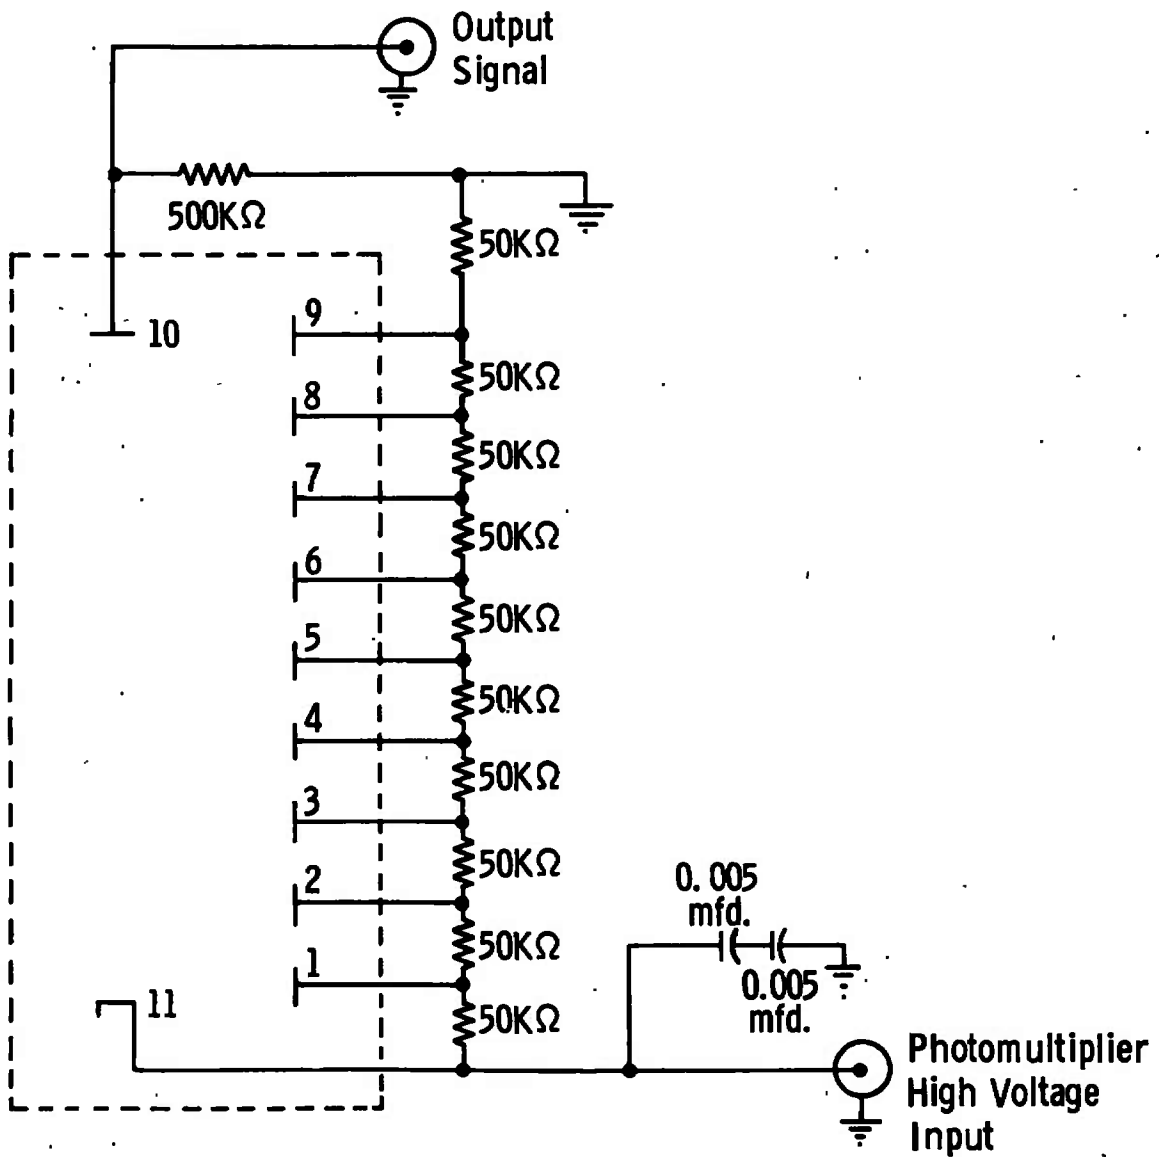 Output
Signal
500KΩ
50KΩ
10
9
50KΩ
8
50KΩ
7
50KΩ
6
50KΩ
5
50KΩ
4
50KΩ
3
50KΩ
2
50KΩ
1
50KΩ
11
0.005
mfd.
0.005
mfd.
Photomultiplier
High Voltage
Input